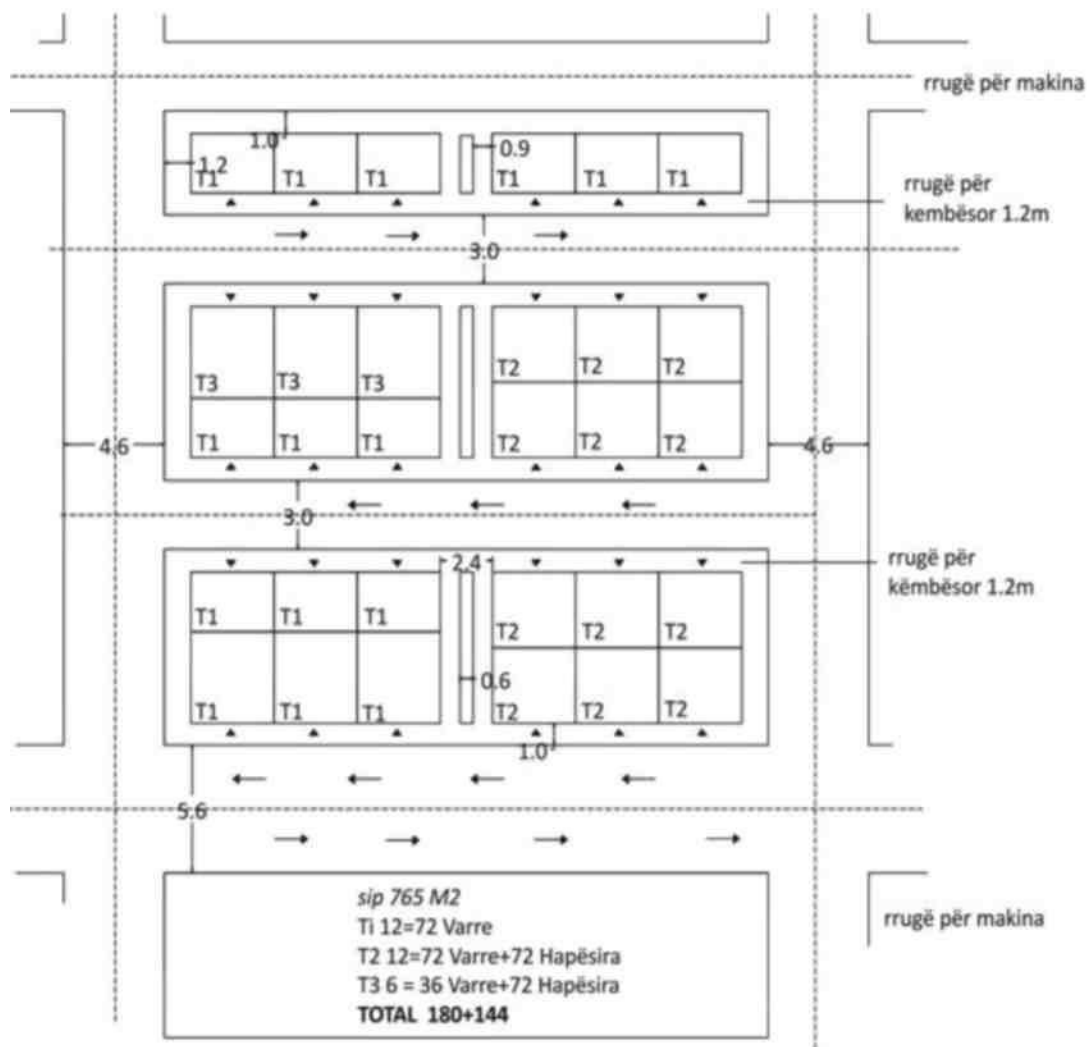 rrugë për makina
1.0
1.2
0.9
T1 T1 T1 T1 T1 T1
rrugë për
kembësor 1.2m
3.0
T2 T2 T2
T3 T3 T3
T1 T1 T1 T2 T2 T2
4.6 4.6
3.0
2.4
rrugë për
këmbësor 1.2m
T1 T1 T1
T2 T2 T2
0.6
T1 T1 T1 T2 T2 T2
1.0
5.6
sip 765 M2
Ti 12=72 Varre
T2 12=72 Varre+72 Hapësira
T3 6 = 36 Varre+72 Hapësira
TOTAL 180+144
rrugë për makina